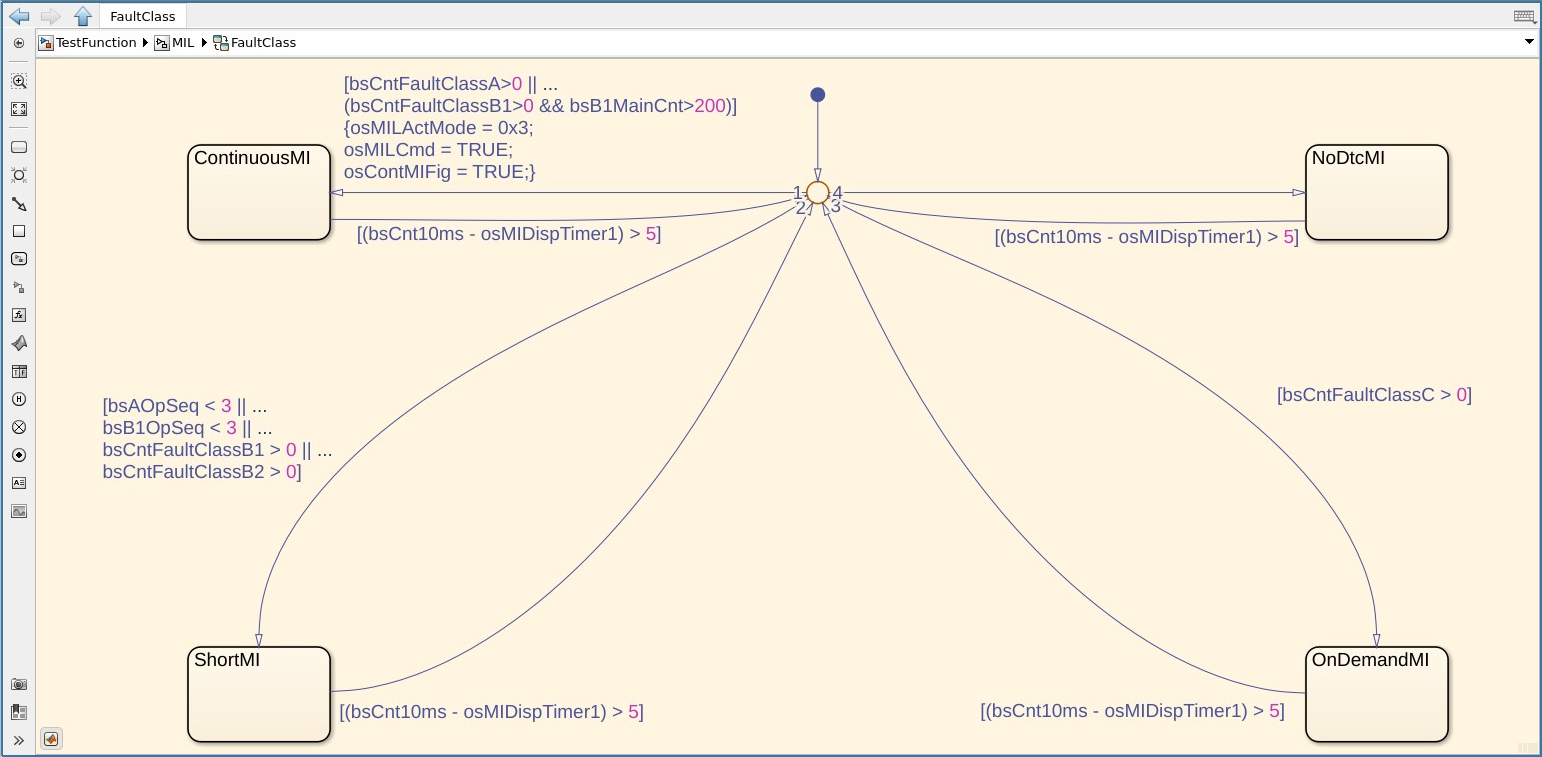 FaultClass
TestFunction MIL FaultClass
[bsCntFaultClassA>0 || ...
(bsCntFaultClassB1>0 && bsB1MainCnt>200)]
{osMILActMode = 0x3;
osMILCmd = TRUE;
osContMIFig = TRUE;}
ContinuousMI
NoDtcMI
1
4
2
3
[(bsCnt10ms - osMIDispTimer1) > 5]
[(bsCnt10ms - osMIDispTimer1) > 5]
[bsCntFaultClassC > 0]
[bsAOpSeq < 3 || ...
bsB1OpSeq < 3 || ...
bsCntFaultClassB1 > 0 || ...
bsCntFaultClassB2 > 0]
ShortMI
OnDemandMI
[(bsCnt10ms - osMIDispTimer1) > 5]
[(bsCnt10ms - osMIDispTimer1) > 5]